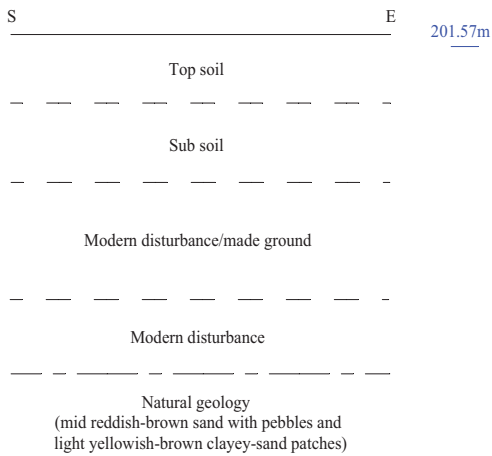 S E
201.57m
Top soil
Sub soil
Modern disturbance/made ground
Modern disturbance
Natural geology
(mid reddish-brown sand with pebbles and
light yellowish-brown clayey-sand patches)